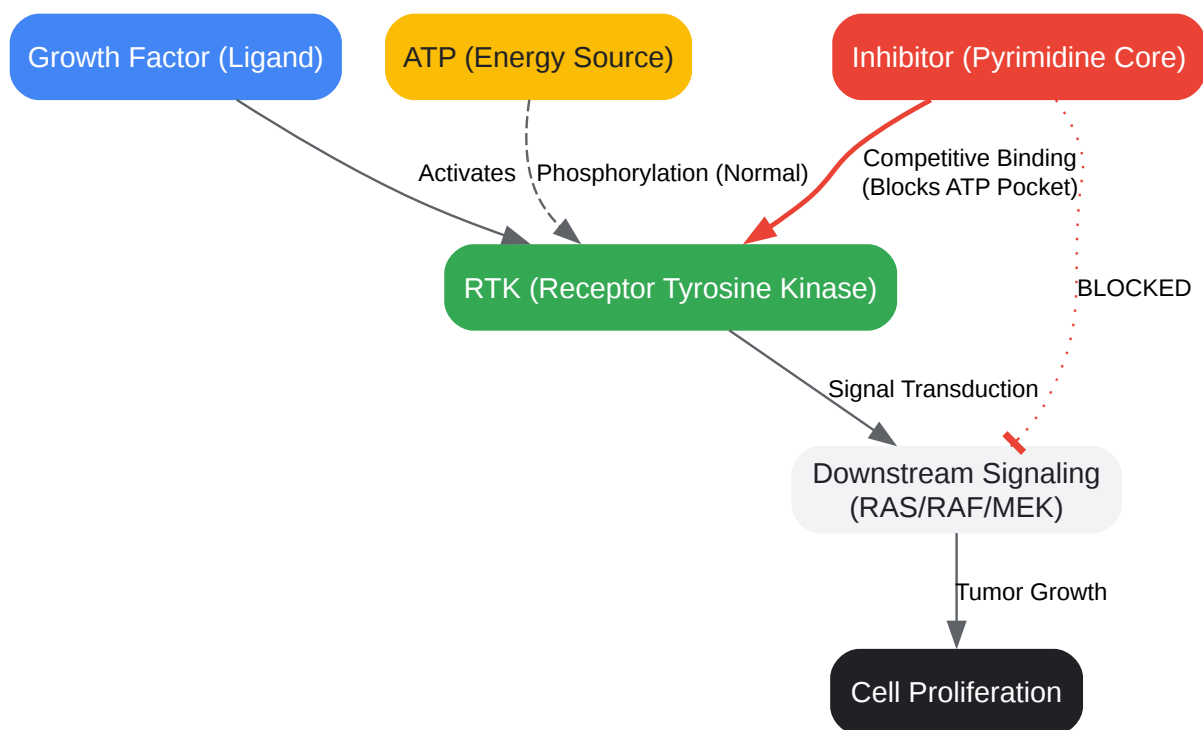 Growth Factor (Ligand)
ATP (Energy Source)
Inhibitor (Pyrimidine Core)
Activates
Phosphorylation (Normal)
Competitive Binding
(Blocks ATP Pocket)
RTK (Receptor Tyrosine Kinase)
BLOCKED
Signal Transduction
Downstream Signaling
(RAS/RAF/MEK)
Tumor Growth
Cell Proliferation